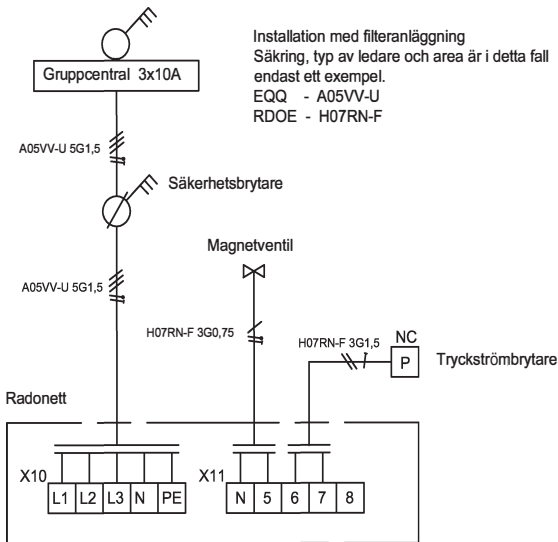 Installation med filteranläggning
Säkring, typ av ledare och area är i detta fall
endast ett exempel.
EQQ - A05VV-U
RDOE - H07RN-F
Gruppcentral 3x10A
A05VV-U 5G1,5
Säkerhetsbrytare
Magnetventil
A05VV-U 5G1,5
H07RN-F 3G0,75
H07RN-F 3G1,5
NC
P
Tryckströmbrytare
Radonett
X10
L1 L2 L3 N PE
X11
N 5 6 7 8